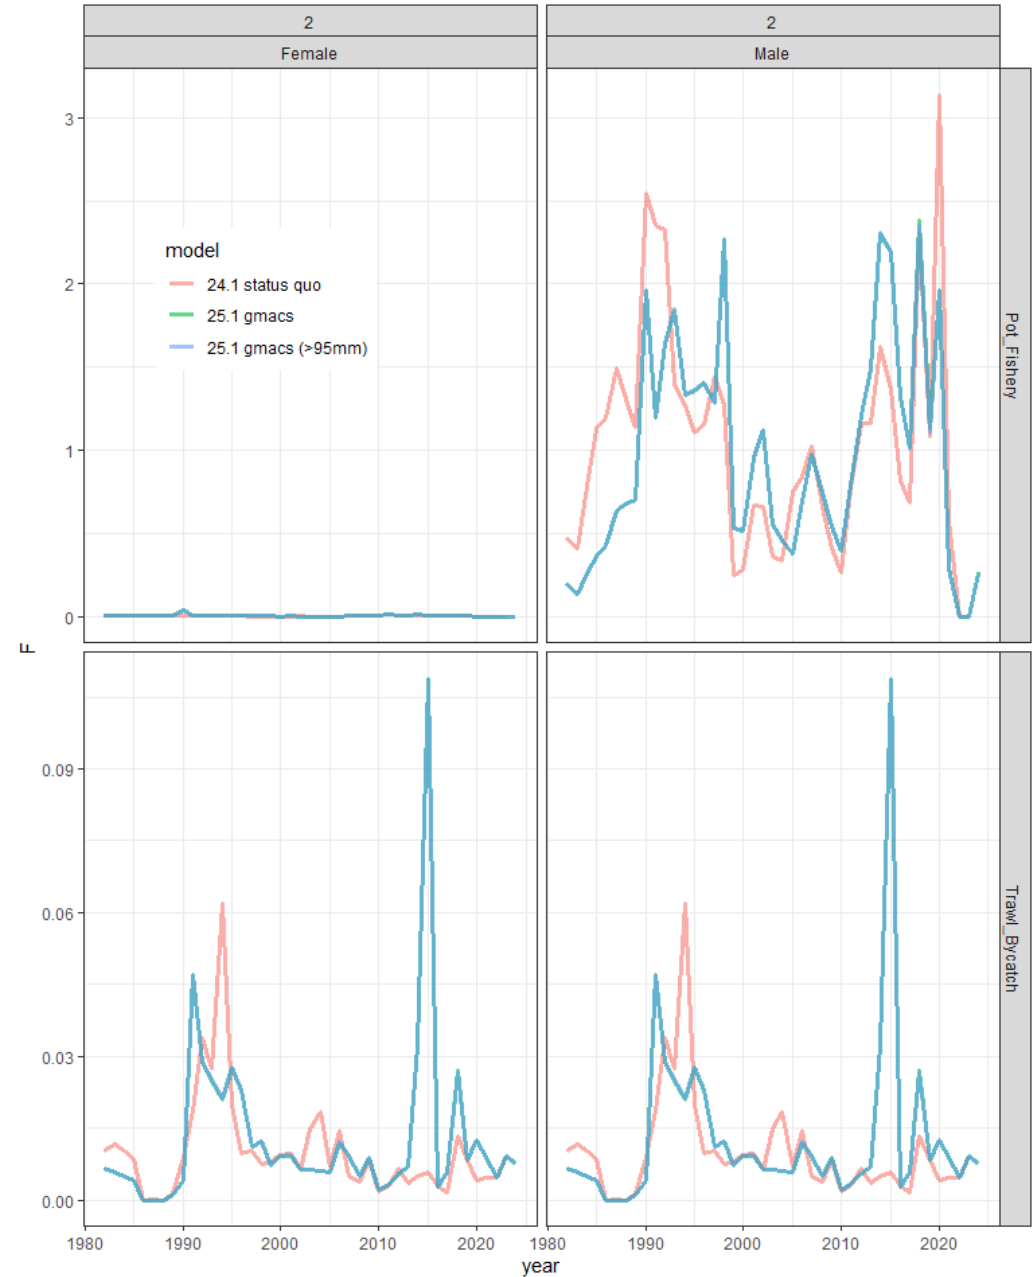 2
2
Female
Male
3
2
1
0
model
24.1 status quo
25.1 gmacs
25.1 gmacs (>95mm)
Pot_Fishery
F
0.09
0.06
0.03
0.00
Trawl_Bycatch
1980
1990
2000
2010
2020
1980
1990
2000
2010
2020
year